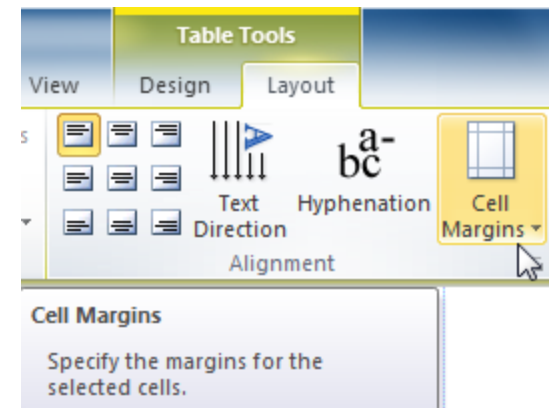 Table Tools
View Design Layout
s
a-
bc
Text
Direction
Hyphenation
Cell
Margins
Alignment
Cell Margins
Specify the margins for the
selected cells.